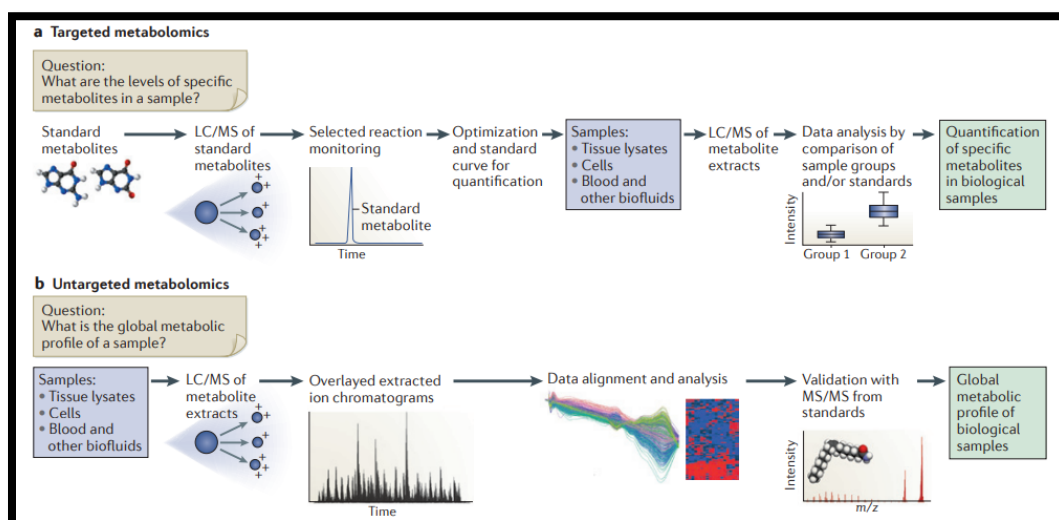 a Targeted metabolomics
Question:
What are the levels of specific
metabolites in a sample?
Standard
metabolites
LC/MS of
standard
metabolites
+
+
+
+
+
+
Selected reaction
monitoring
Standard
metabolite
Time
Optimization
and standard
curve for
quantification
Samples:
• Tissue lysates
• Cells
• Blood and
other biofluids
LC/MS of
metabolite
extracts
Data analysis by
comparison of
sample groups
and/or standards
Intensity
Group 1 Group 2
Quantification
of specific
metabolites
in biological
samples
b Untargeted metabolomics
Question:
What is the global metabolic
profile of a sample?
Samples:
• Tissue lysates
• Cells
• Blood and
other biofluids
LC/MS of
metabolite
extracts
+
+
+
+
+
+
Overlayed extracted
ion chromatograms
Time
Data alignment and analysis
Validation with
MS/MS from
standards
Intensity
m/z
Global
metabolic
profile of
biological
samples